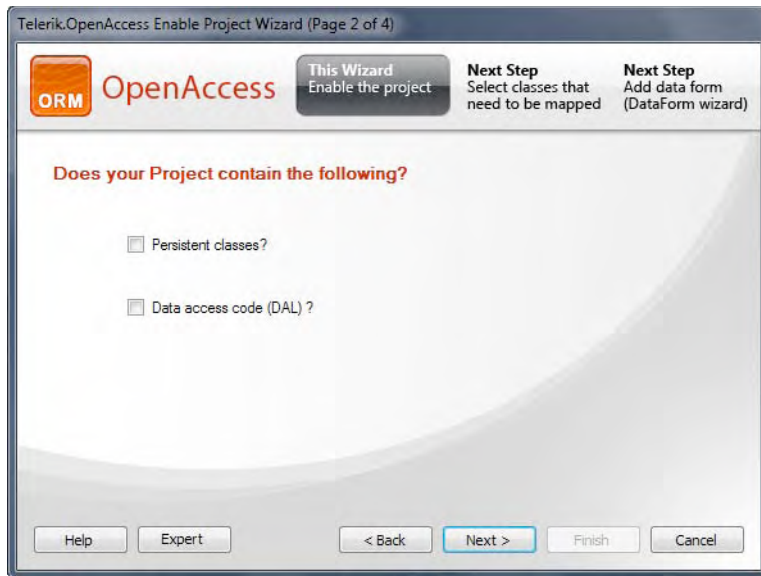 Telerik.OpenAccess Enable Project Wizard (Page 2 of 4)
ORM
OpenAccess
This Wizard
Enable the project
Next Step
Select classes that
need to be mapped
Next Step
Add data form
(DataForm wizard)
Does your Project contain the following?
Persistent classes?
Data access code (DAL) ?
Help
Expert
< Back
Next >
Finish
Cancel